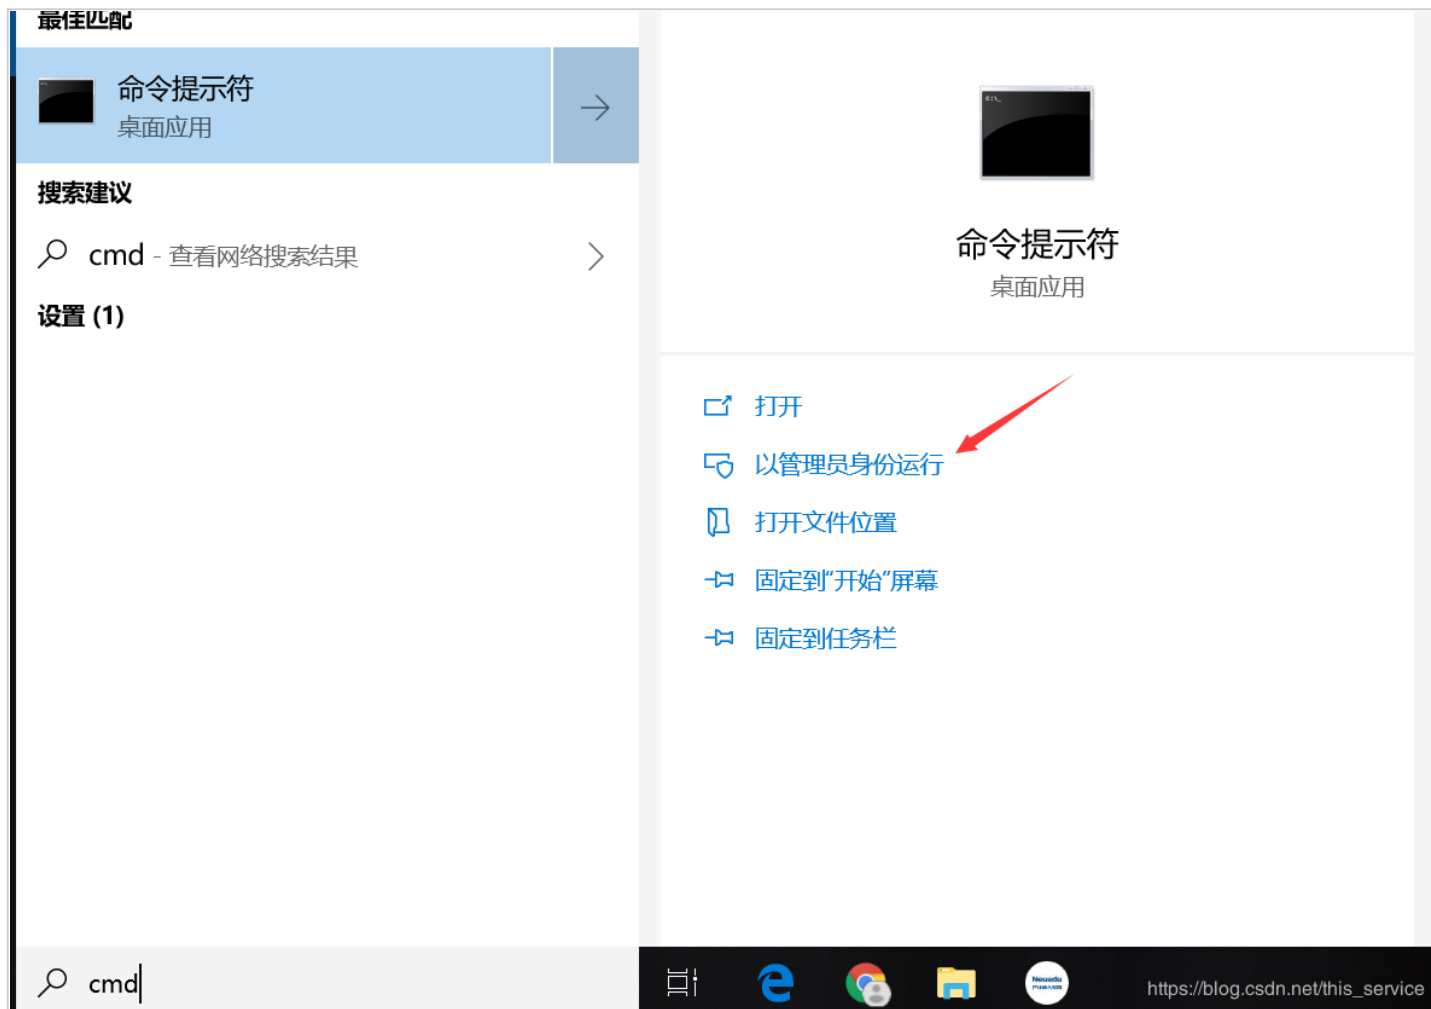 最佳匹配
命令提示符
桌面应用
搜索建议
cmd - 查看网络搜索结果
设置 (1)
命令提示符
桌面应用
打开
以管理员身份运行
打开文件位置
固定到"开始"屏幕
固定到任务栏
cmd
Neuedu
https://blog.csdn.net/this_service